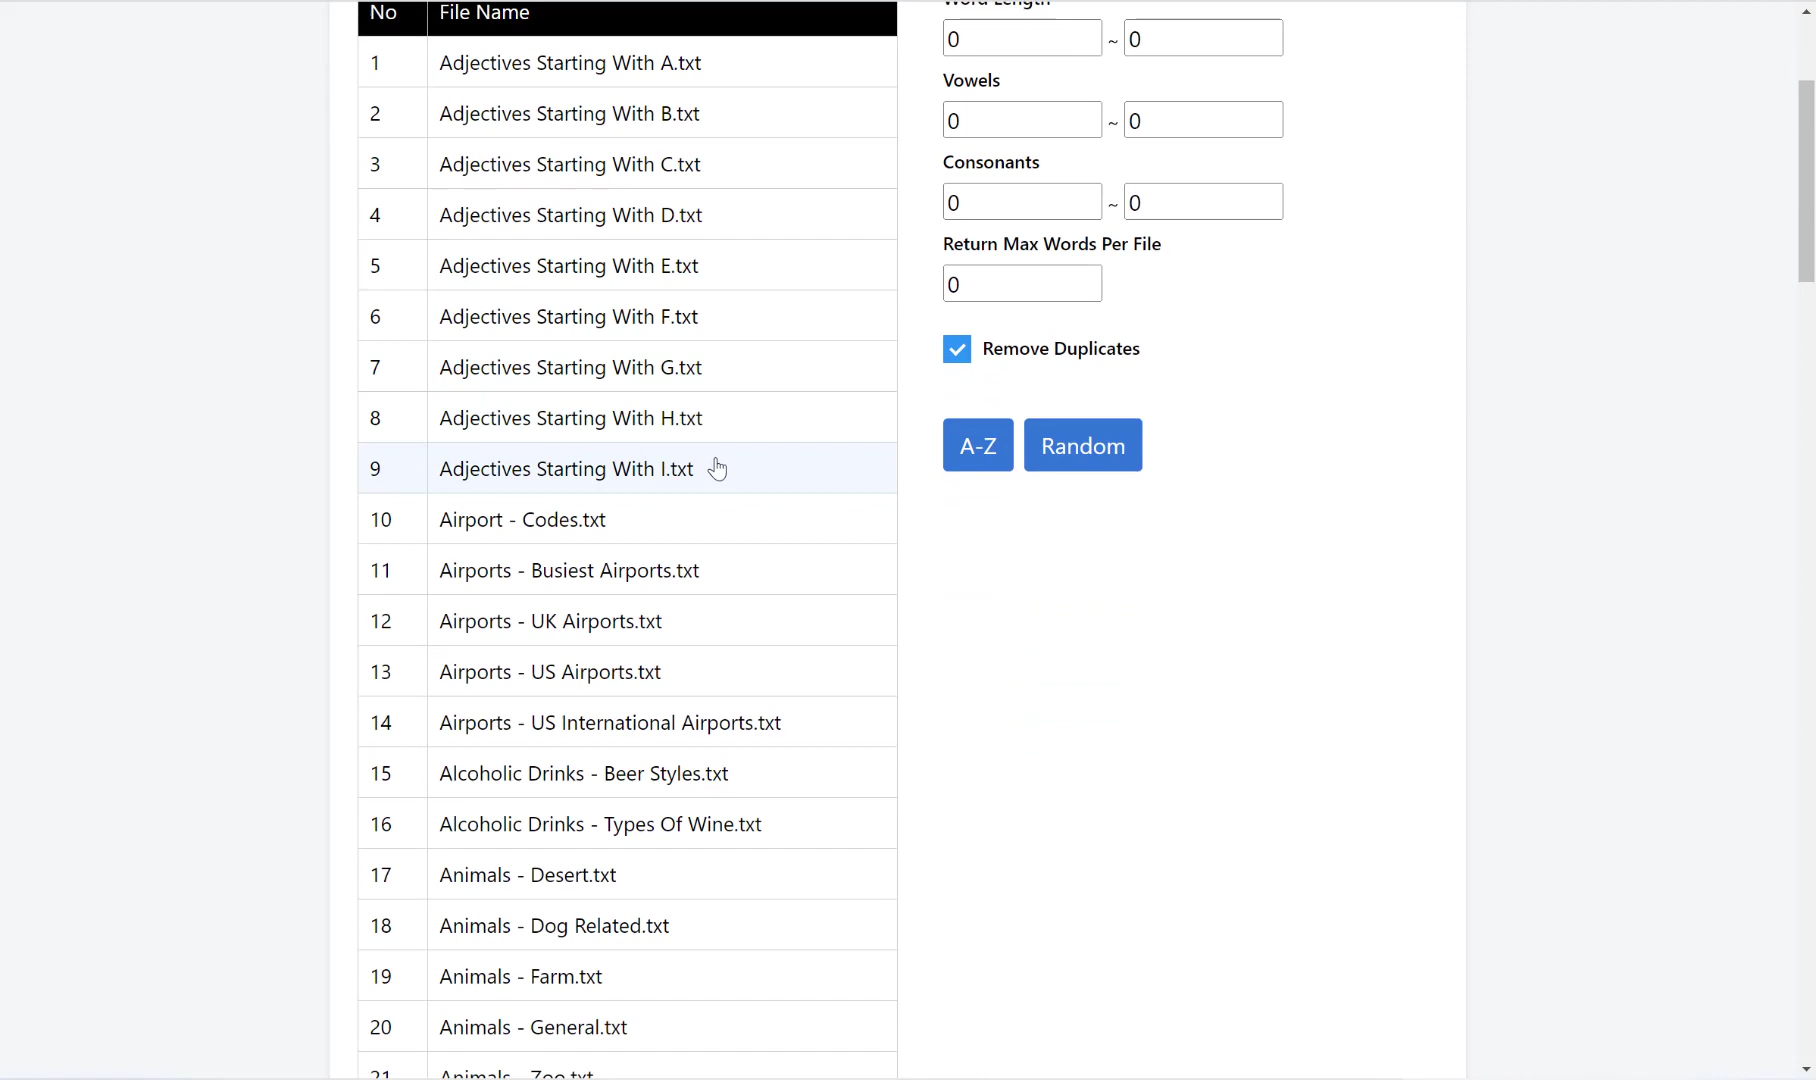 No File Name
1 Adjectives Starting With A.txt
2 Adjectives Starting With B.txt
3 Adjectives Starting With C.txt
4 Adjectives Starting With D.txt
5 Adjectives Starting With E.txt
6 Adjectives Starting With F.txt
7 Adjectives Starting With G.txt
8 Adjectives Starting With H.txt
9 Adjectives Starting With I.txt
10 Airport - Codes.txt
11 Airports - Busiest Airports.txt
12 Airports - UK Airports.txt
13 Airports - US Airports.txt
14 Airports - US International Airports.txt
15 Alcoholic Drinks - Beer Styles.txt
16 Alcoholic Drinks - Types Of Wine.txt
17 Animals - Desert.txt
18 Animals - Dog Related.txt
19 Animals - Farm.txt
20 Animals - General.txt
21 Animals - Zoo.txt
Word Length
0 ~ 0
Vowels
0 ~ 0
Consonants
0 ~ 0
Return Max Words Per File
0
Remove Duplicates
A-Z Random